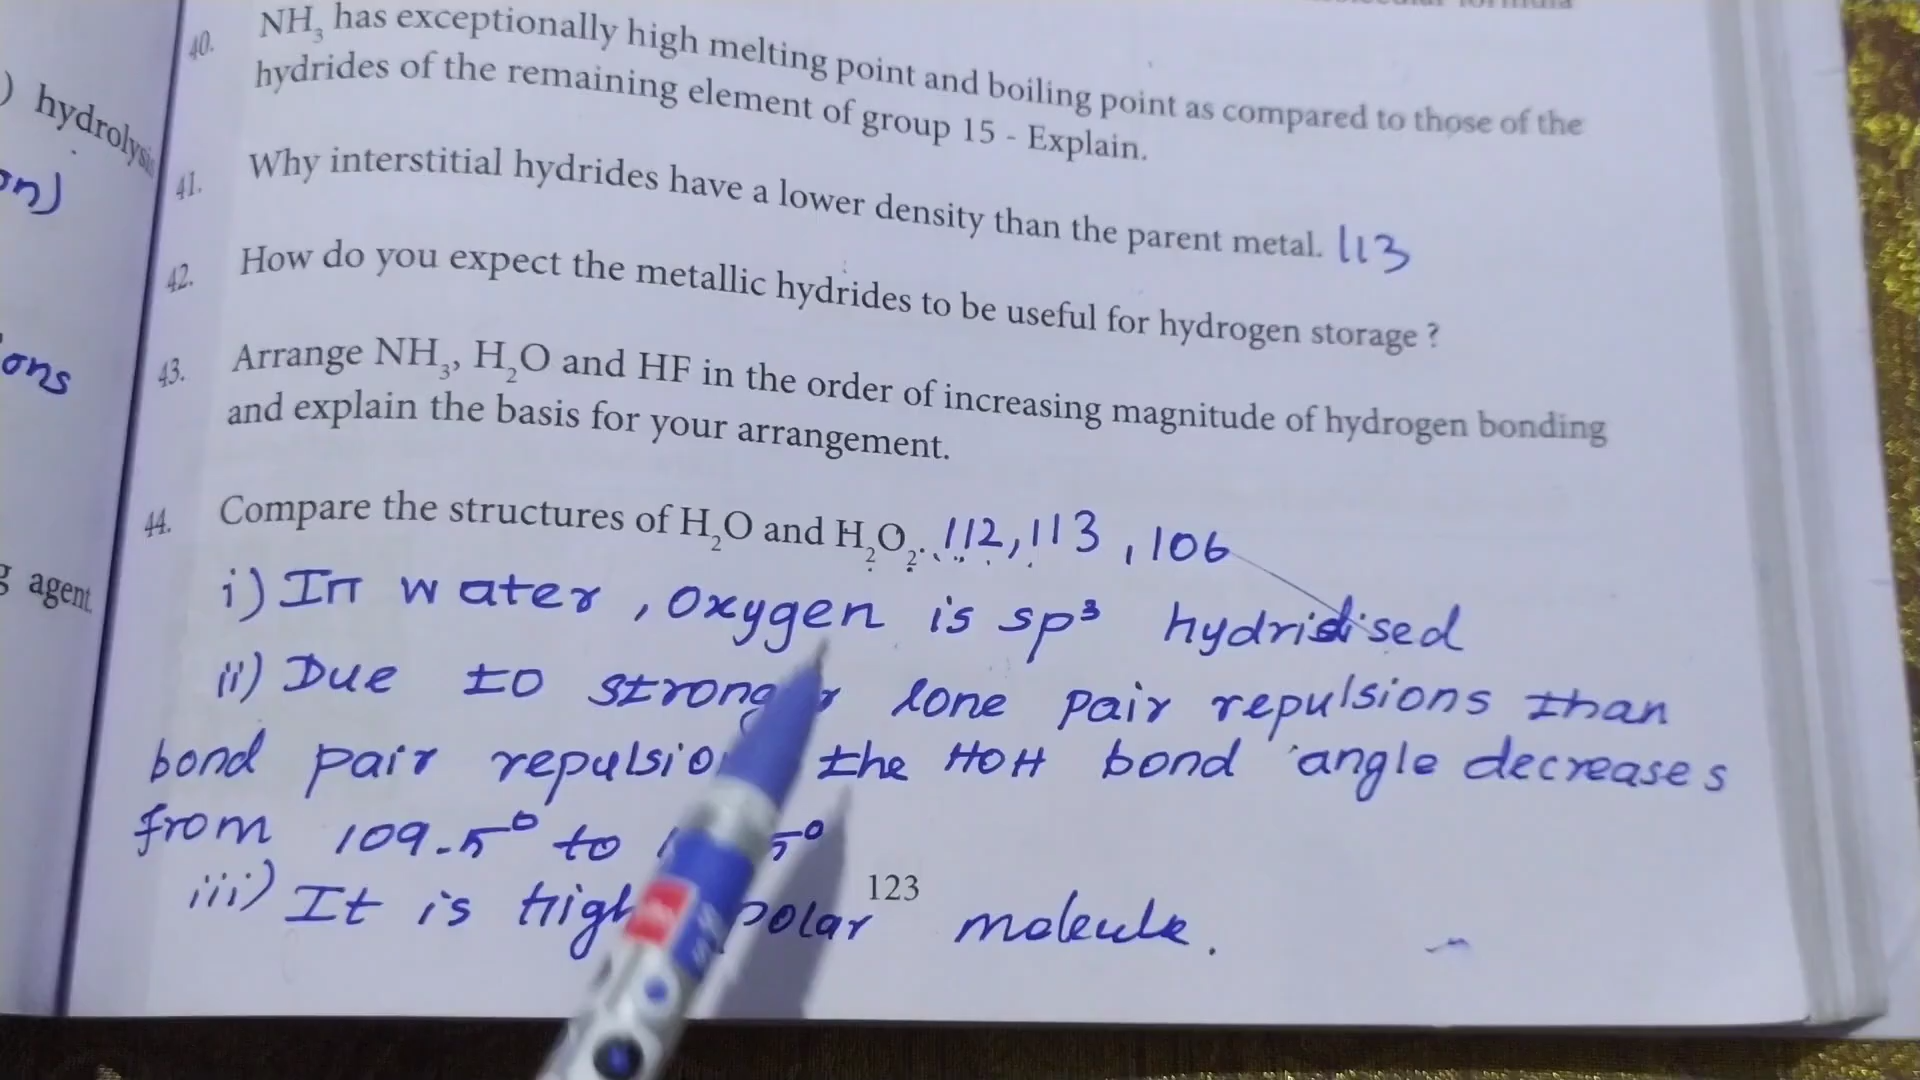 40. NH3 has exceptionally high melting point and boiling point as compared to those of the
hydrides of the remaining element of group 15 - Explain.
) hydrolysis
on)
41. Why interstitial hydrides have a lower density than the parent metal. 113
42. How do you expect the metallic hydrides to be useful for hydrogen storage ?
ons
43. Arrange NH3, H2O and HF in the order of increasing magnitude of hydrogen bonding
and explain the basis for your arrangement.
44. Compare the structures of H2O and H2O2. 112, 113, 106
agent
i) In water, oxygen is sp³ hydridised
ii) Due to stronger lone pair repulsions than
bond pair repulsion the HOH bond angle decreases
from 109.5° to
iii) It is polar molecule.
123